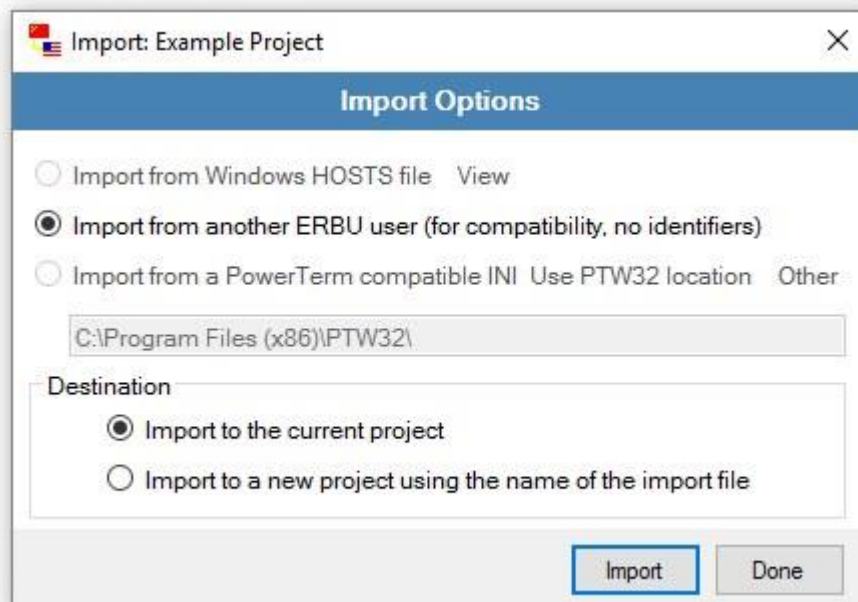 Import: Example Project
Import Options
Import from Windows HOSTS file View
Import from another ERBU user (for compatibility, no identifiers)
Import from a PowerTerm compatible INI Use PTW32 location Other
C:\Program Files (x86)\PTW32\
Destination
Import to the current project
Import to a new project using the name of the import file
Import Done